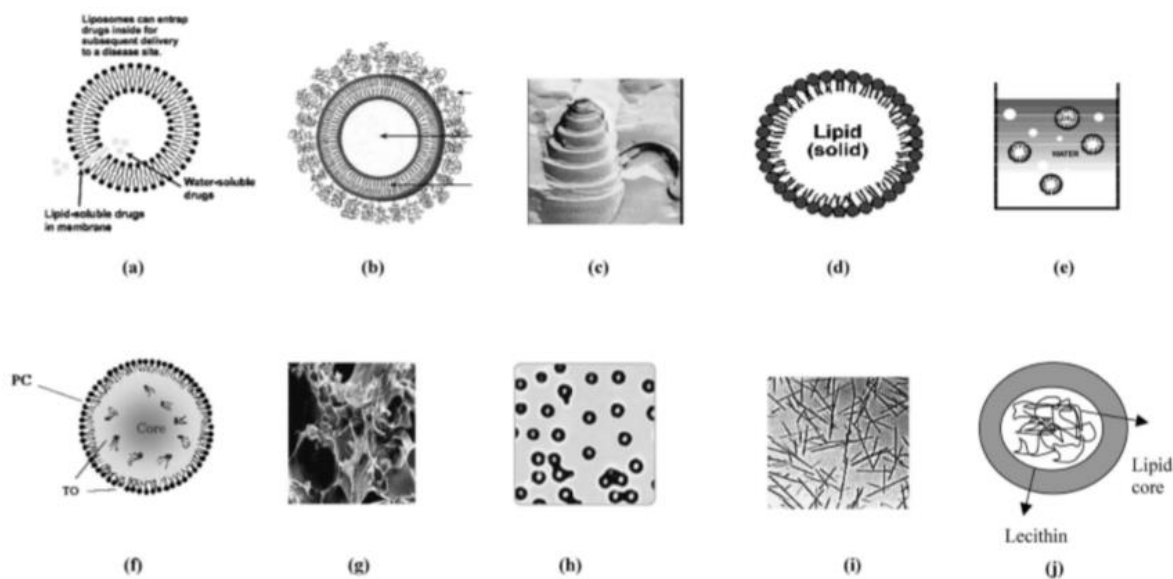 Liposomes can entrap
drugs inside for
subsequent delivery
to a disease site.
Water-soluble
drugs
Lipid-soluble drugs
in membrane
(a)
(b)
(c)
Lipid
(solid)
(d)
WATER
(e)
PC
Core
TO
(f)
(g)
(h)
(i)
Lipid
core
Lecithin
(j)